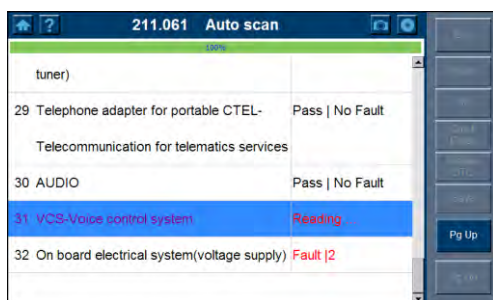 211.061 Auto scan
100%
tuner)
29 Telephone adapter for portable CTEL- Pass | No Fault
Telecommunication for telematics services
30 AUDIO Pass | No Fault
31 VCS-Voice control system Reading...
32 On board electrical system(voltage supply) Fault |2
Pg Up